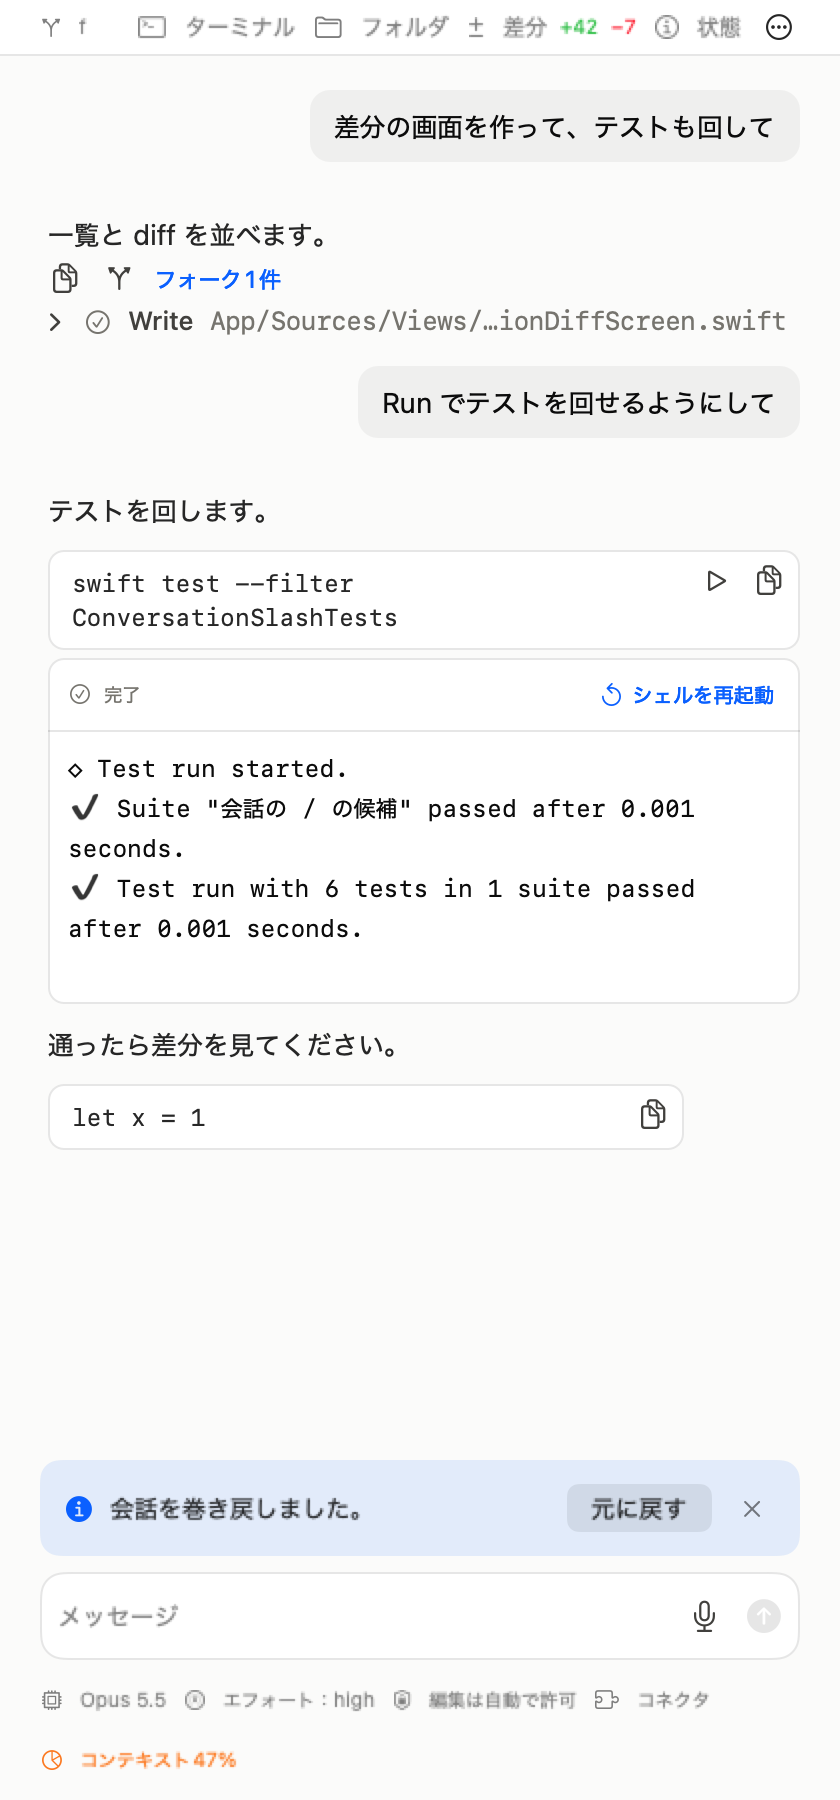 f ターミナル フォルダ ± 差分 +42 −7 状態
差分の画面を作って、テストも回して
一覧と diff を並べます。
フォーク1件
Write App/Sources/Views/…ionDiffScreen.swift
Run でテストを回せるようにして
テストを回します。
swift test --filter
ConversationSlashTests
完了 シェルを再起動
◇ Test run started.
✔ Suite "会話の / の候補" passed after 0.001
seconds.
✔ Test run with 6 tests in 1 suite passed
after 0.001 seconds.
通ったら差分を見てください。
let x = 1
会話を巻き戻しました。 元に戻す
メッセージ
Opus 5.5 エフォート：high 編集は自動で許可 コネクタ
コンテキスト 47%